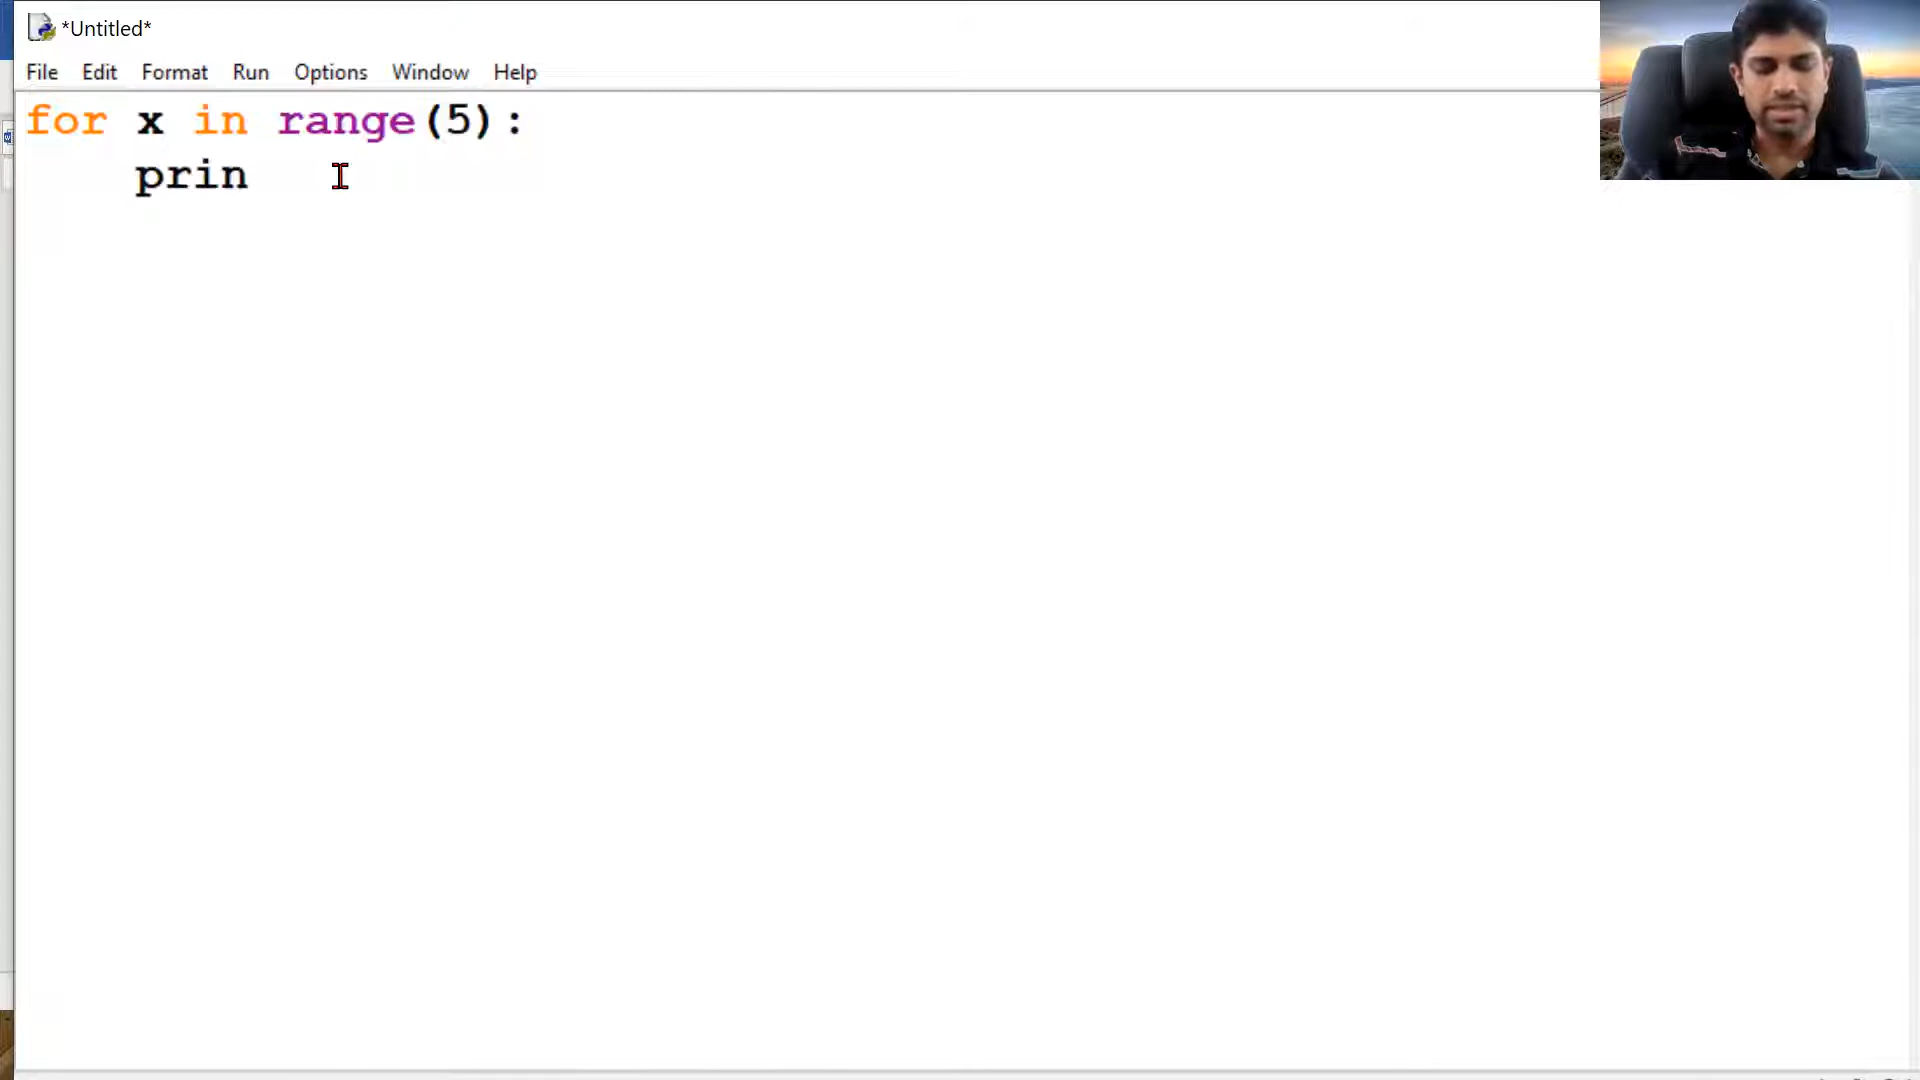 *Untitled*
File Edit Format Run Options Window Help
for x in range(5):
    prin